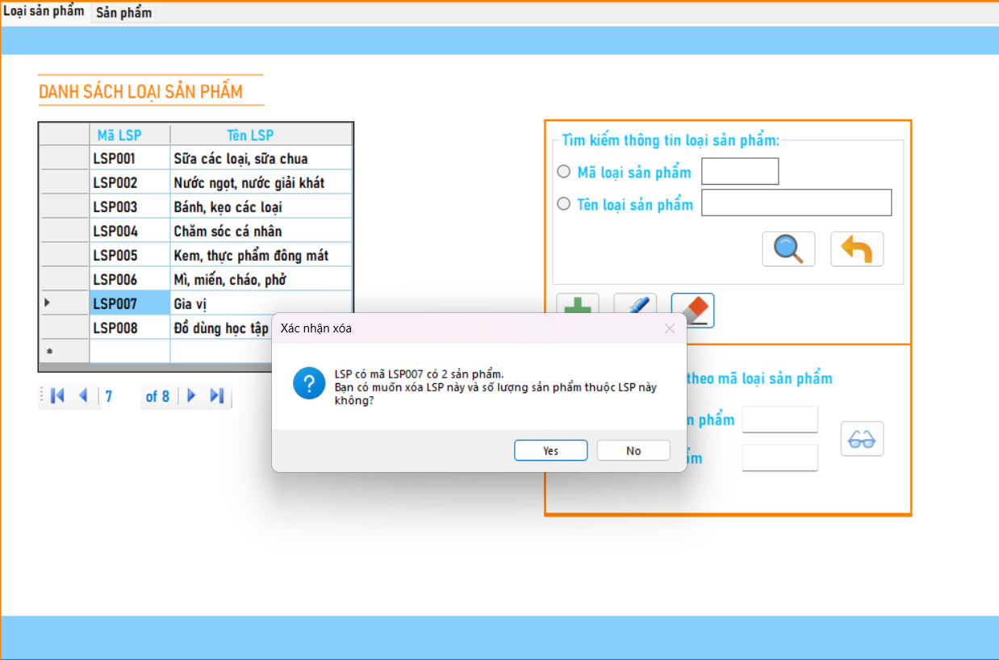 Loại sản phẩm Sản phẩm
DANH SÁCH LOẠI SẢN PHẨM
Mã LSP Tên LSP
LSP001 Sữa các loại, sữa chua
LSP002 Nước ngọt, nước giải khát
LSP003 Bánh, kẹo các loại
LSP004 Chăm sóc cá nhân
LSP005 Kem, thực phẩm đông mát
LSP006 Mì, miến, cháo, phở
LSP007 Gia vị
LSP008 Đồ dùng học tập
*
7 of 8
Tìm kiếm thông tin loại sản phẩm:
Mã loại sản phẩm
Tên loại sản phẩm
Xác nhận xóa
LSP có mã LSP007 có 2 sản phẩm.
Bạn có muốn xóa LSP này và số lượng sản phẩm thuộc LSP này
không?
Yes No
theo mã loại sản phẩm
phẩm